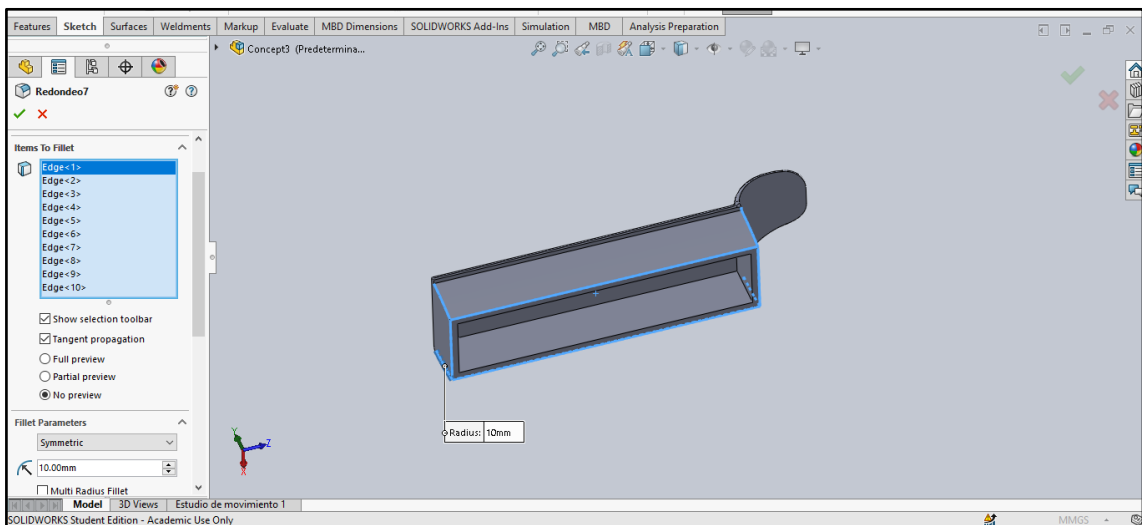 Features Sketch Surfaces Weldments Markup Evaluate MBD Dimensions SOLIDWORKS Add-Ins Simulation MBD Analysis Preparation
Concept3 (Predetermina...
Redondeo7
Items To Fillet
Edge<1>
Edge<2>
Edge<3>
Edge<4>
Edge<5>
Edge<6>
Edge<7>
Edge<8>
Edge<9>
Edge<10>
Show selection toolbar
Tangent propagation
Full preview
Partial preview
No preview
Fillet Parameters
Symmetric
10.00mm
Multi Radius Fillet
Radius: 10mm
Y
Z
X
Model 3D Views Estudio de movimiento 1
SOLIDWORKS Student Edition - Academic Use Only
MMGS